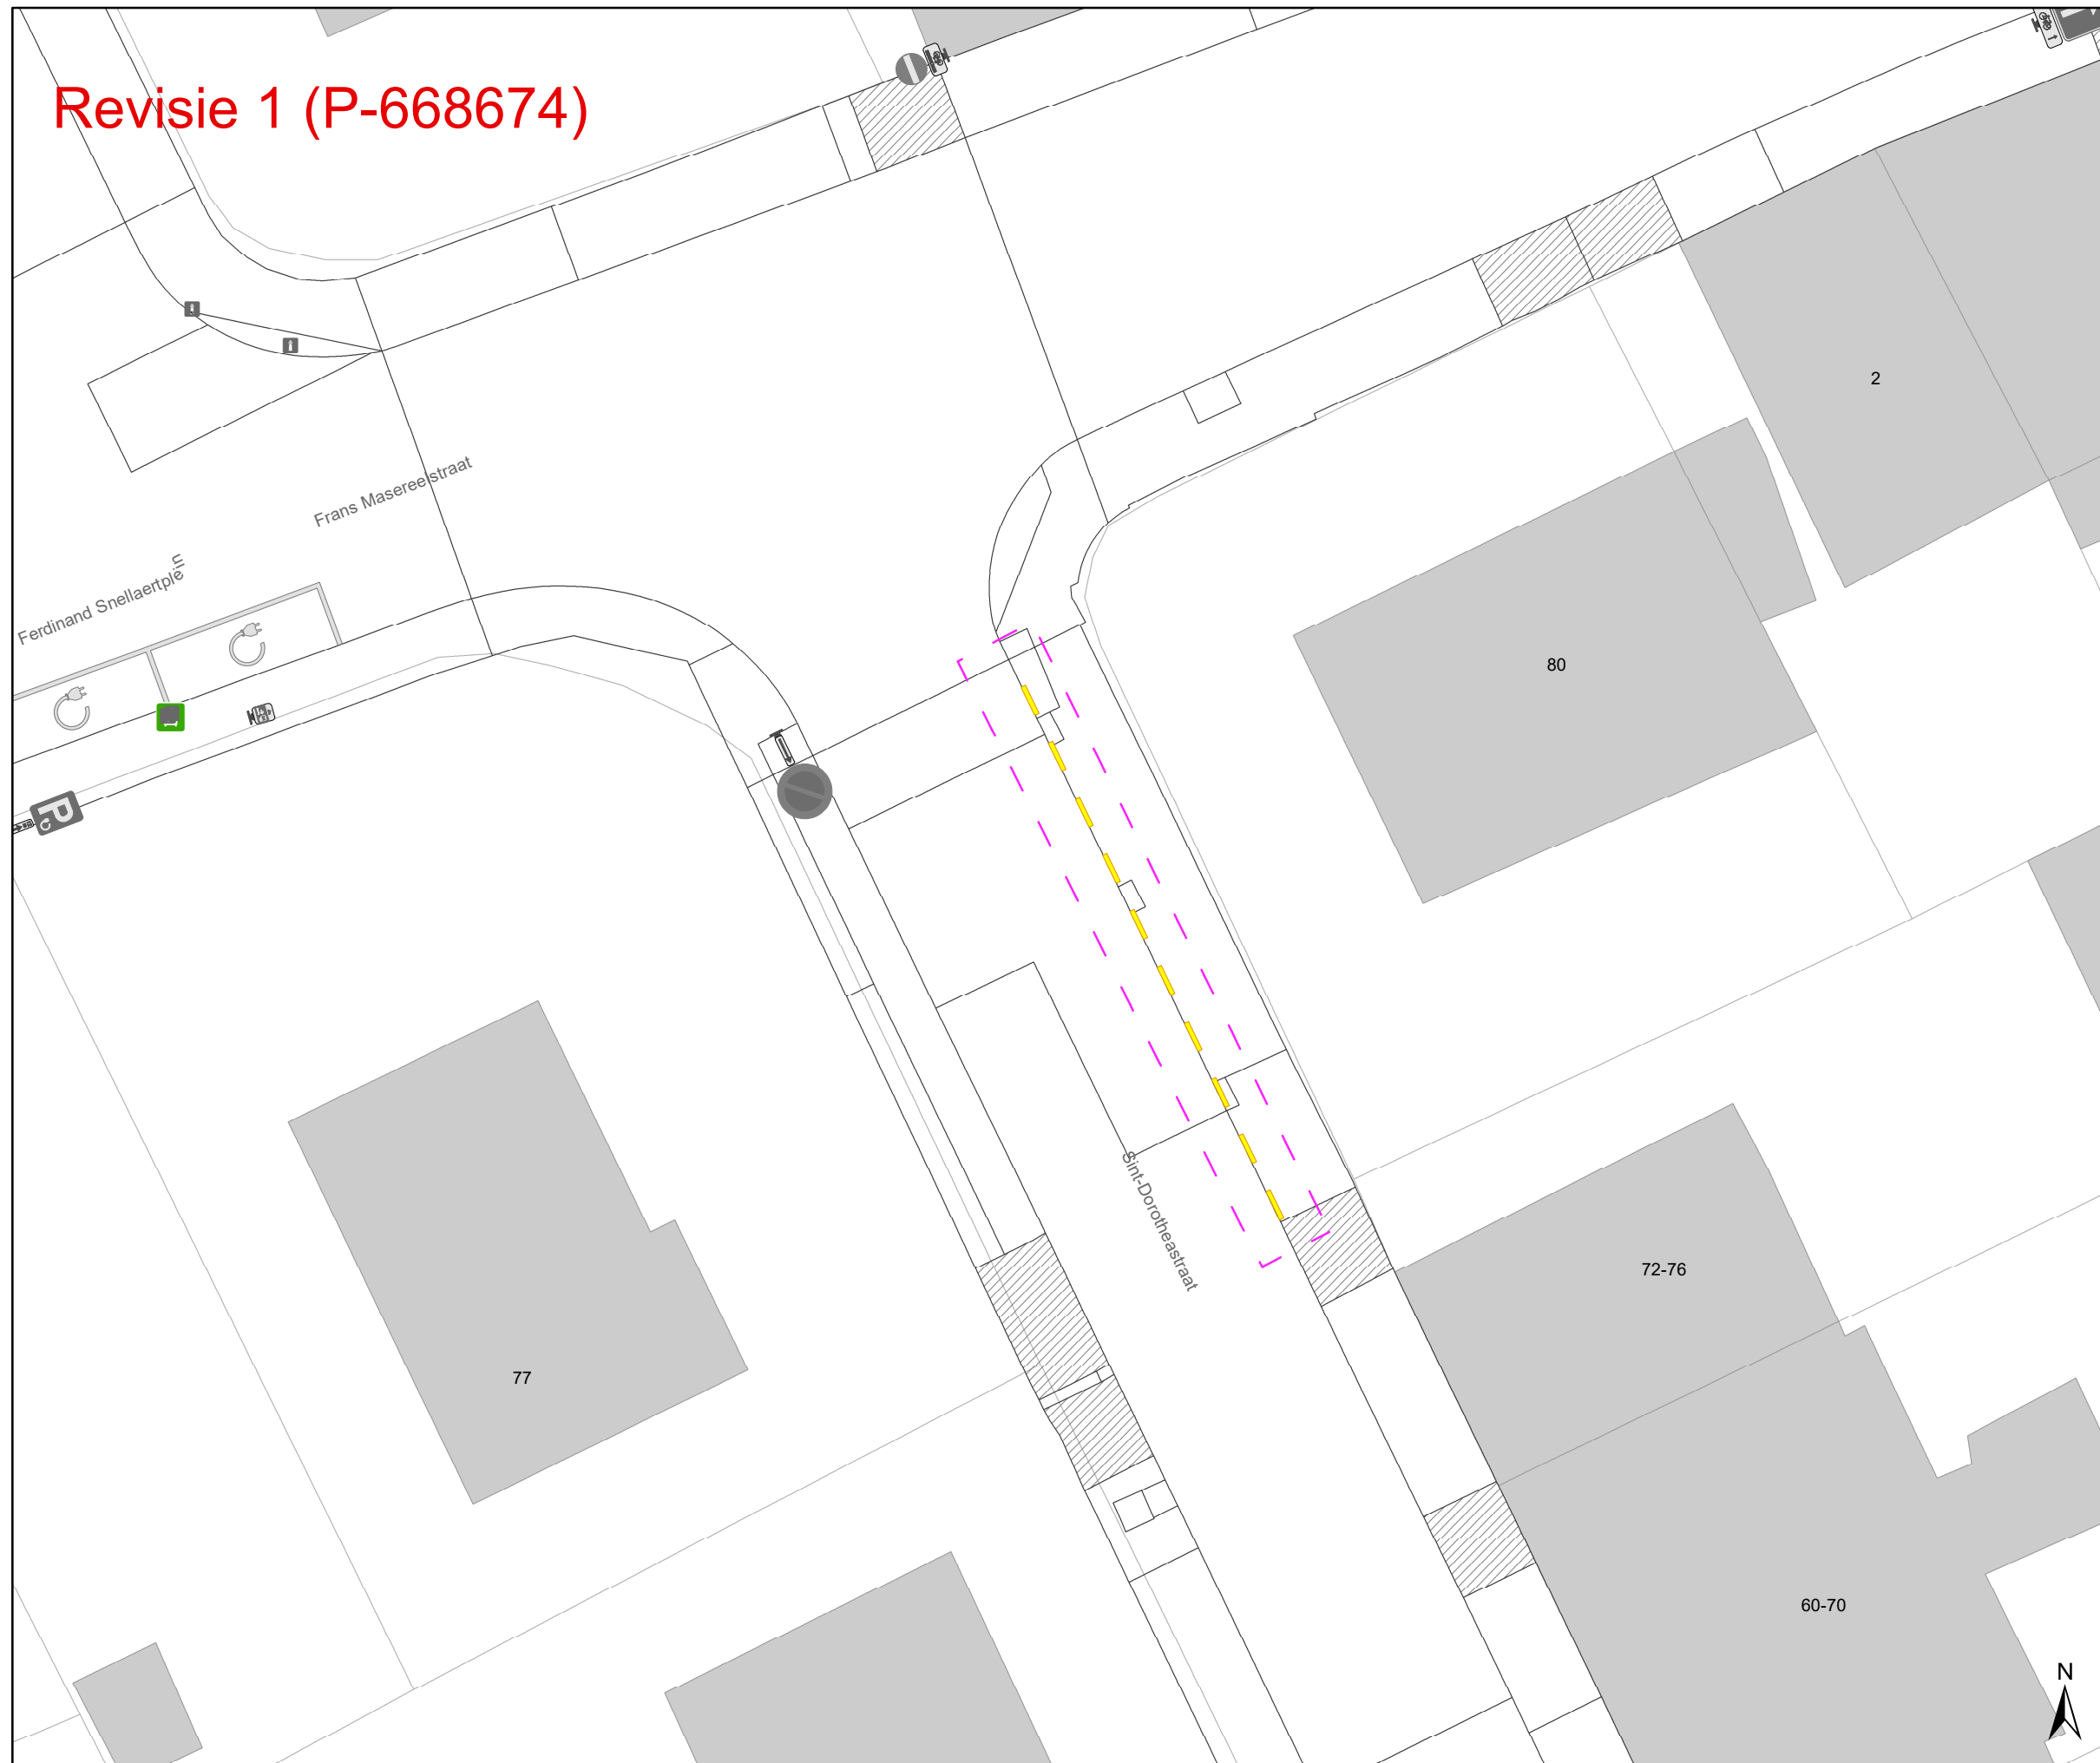 Revisie 1 (P-668674)
2
Frans Masereelstraat
Ferdinand Snellaertplein
80
P
Sint-Dorotheastraat
72-76
77
60-70
N